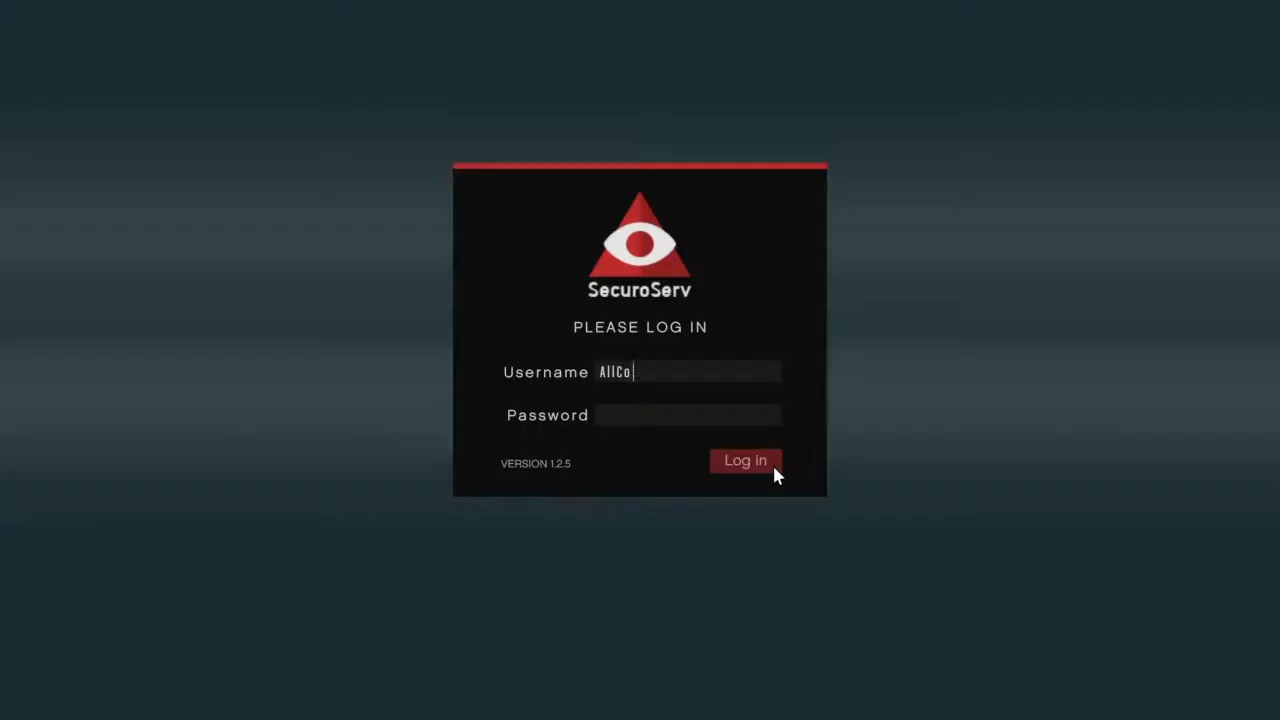 SecuroServ
PLEASE LOG IN
Username AllCo
Password
VERSION 1.2.5 Log in